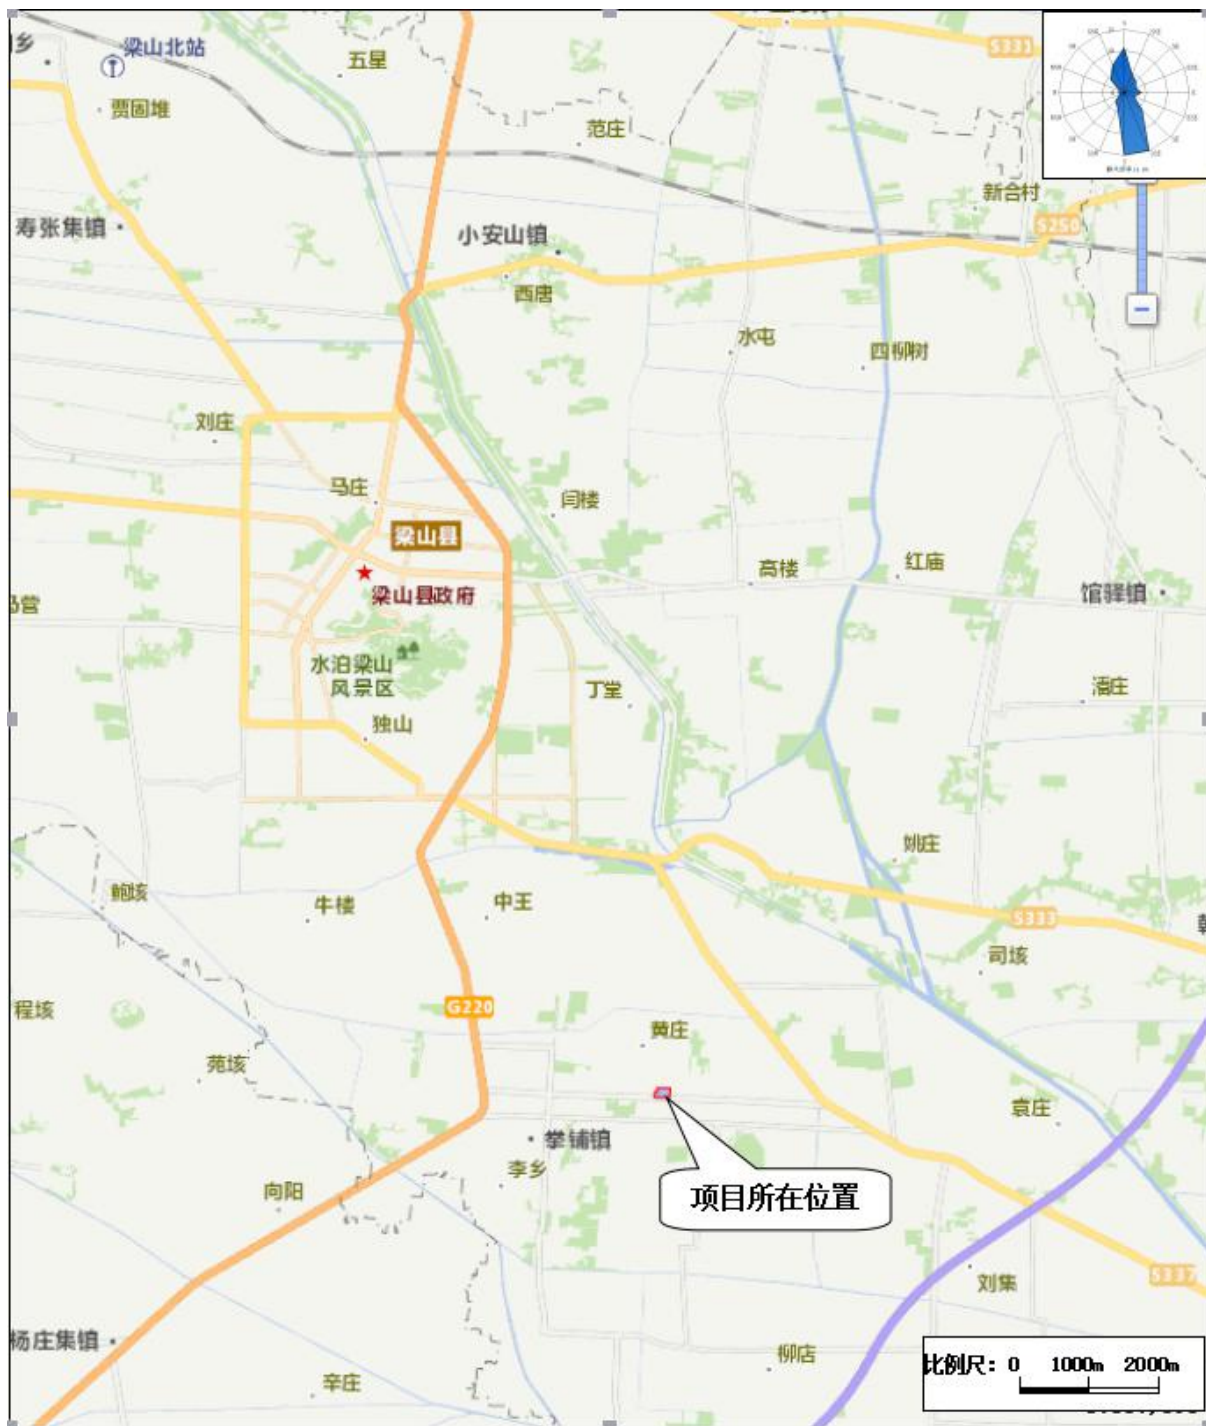 梁山北站
五星
S331
贾固堆
范庄
新合村
寿张集镇
小安山镇
S250
西唐
水屯
四柳树
刘庄
马庄
闫楼
梁山县
高楼
红庙
梁山县政府
馆驿镇
水泊梁山
风景区
丁堂
独山
姚庄
鲍垓
牛楼
中王
S333
司垓
程垓
G220
黄庄
苑垓
袁庄
拳铺镇
李乡
向阳
项目所在位置
刘集
S337
杨庄集镇
柳店
辛庄
比例尺：0 1000m 2000m